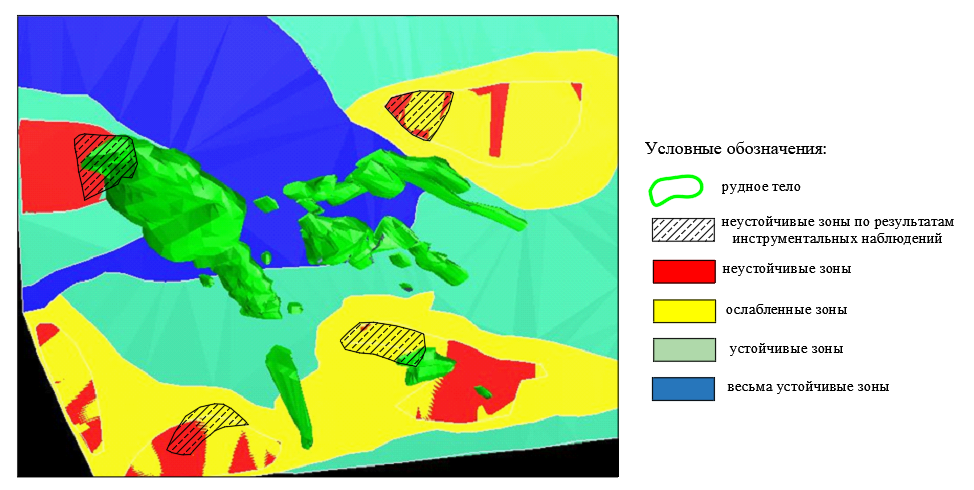 Условные обозначения:
рудное тело
неустойчивые зоны по результатам
инструментальных наблюдений
неустойчивые зоны
ослабленные зоны
устойчивые зоны
весьма устойчивые зоны